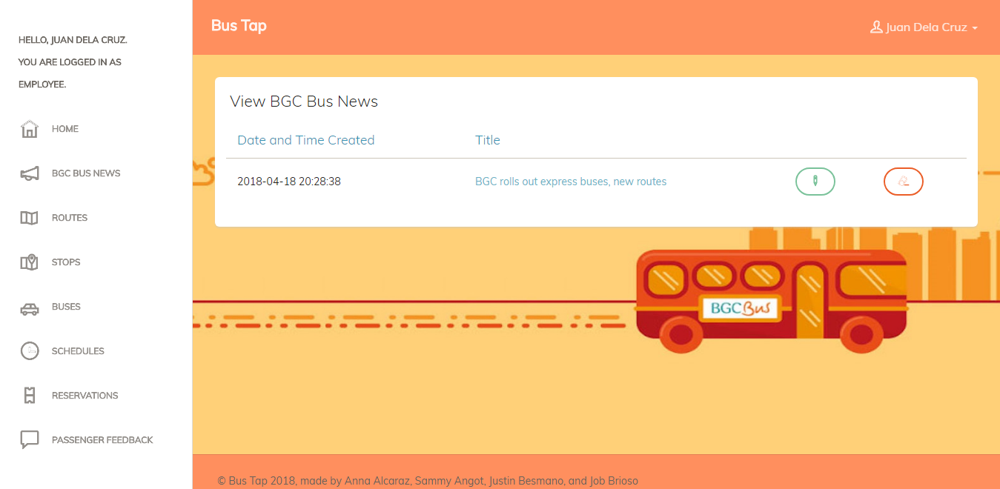 HELLO, JUAN DELA CRUZ.
YOU ARE LOGGED IN AS
EMPLOYEE.
HOME
BGC BUS NEWS
ROUTES
STOPS
BUSES
SCHEDULES
RESERVATIONS
PASSENGER FEEDBACK
Bus Tap
Juan Dela Cruz
View BGC Bus News
Date and Time Created Title
2018-04-18 20:28:38 BGC rolls out express buses, new routes
BGC Bus
© Bus Tap 2018, made by Anna Alcaraz, Sammy Angot, Justin Besmano, and Job Brioso